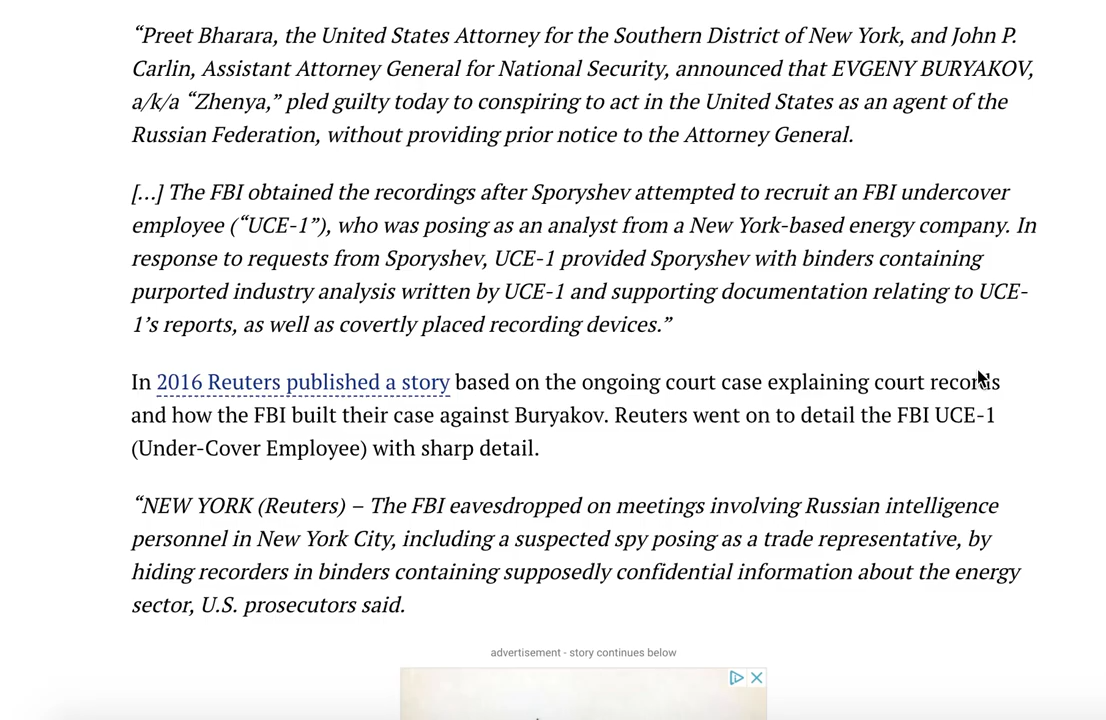 “Preet Bharara, the United States Attorney for the Southern District of New York, and John P.
Carlin, Assistant Attorney General for National Security, announced that EVGENY BURYAKOV,
a/k/a “Zhenya,” pled guilty today to conspiring to act in the United States as an agent of the
Russian Federation, without providing prior notice to the Attorney General.
[…] The FBI obtained the recordings after Sporyshev attempted to recruit an FBI undercover
employee (“UCE-1”), who was posing as an analyst from a New York-based energy company. In
response to requests from Sporyshev, UCE-1 provided Sporyshev with binders containing
purported industry analysis written by UCE-1 and supporting documentation relating to UCE-
1’s reports, as well as covertly placed recording devices.”
In 2016 Reuters published a story based on the ongoing court case explaining court records
and how the FBI built their case against Buryakov. Reuters went on to detail the FBI UCE-1
(Under-Cover Employee) with sharp detail.
“NEW YORK (Reuters) – The FBI eavesdropped on meetings involving Russian intelligence
personnel in New York City, including a suspected spy posing as a trade representative, by
hiding recorders in binders containing supposedly confidential information about the energy
sector, U.S. prosecutors said.
advertisement - story continues below